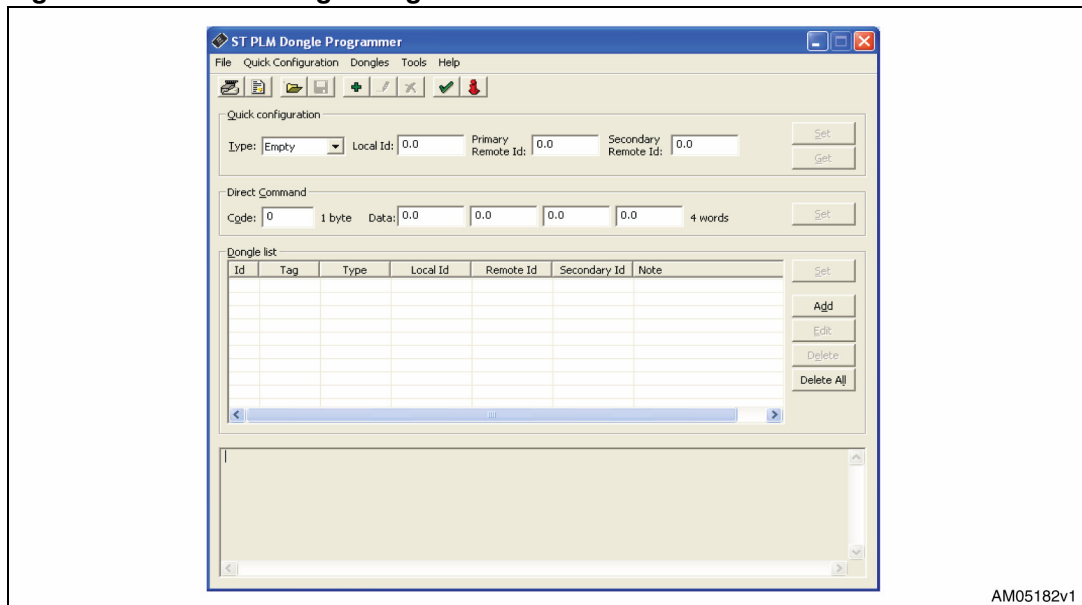 ST PLM Dongle Programmer
File Quick Configuration Dongles Tools Help
Quick configuration
Type: Empty Local Id: 0.0 Primary Remote Id: 0.0 Secondary Remote Id: 0.0
Set
Get
Direct Command
Code: 0 1 byte Data: 0.0 0.0 0.0 0.0 4 words Set
Dongle list
Id Tag Type Local Id Remote Id Secondary Id Note
Set
Add
Edit
Delete
Delete All
AM05182v1